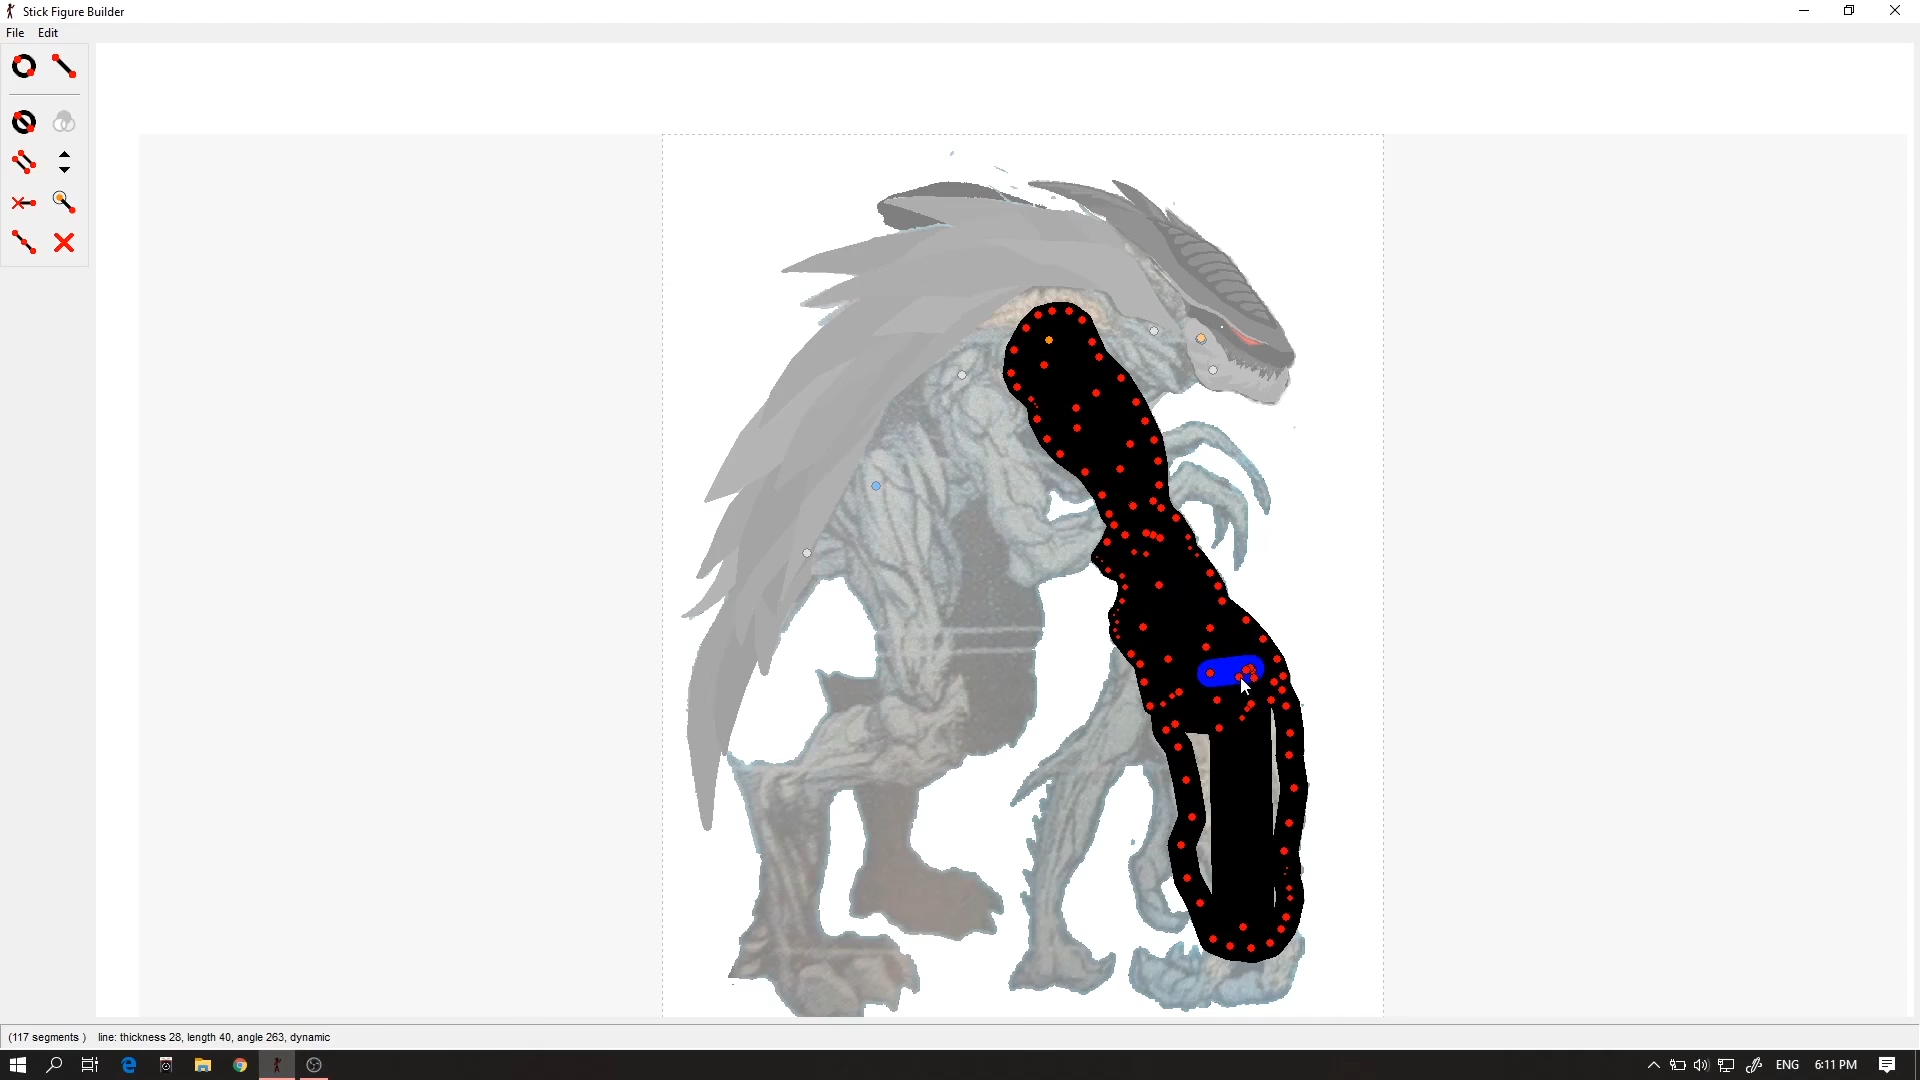 Stick Figure Builder
File Edit
(117 segments ) line: thickness 28, length 40, angle 263, dynamic
ENG 6:11 PM